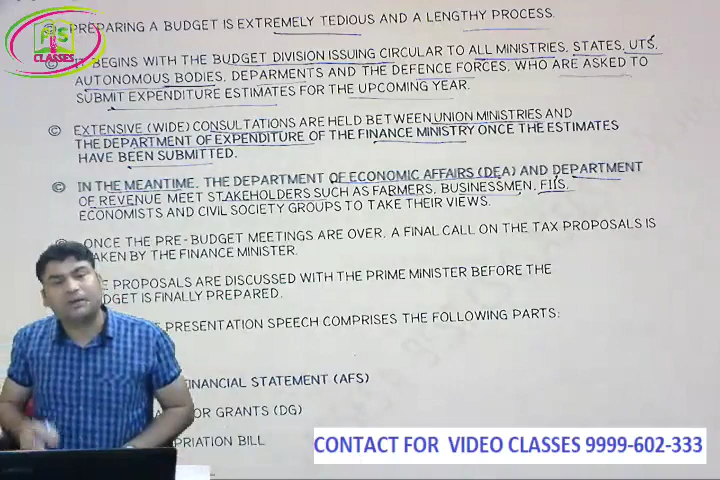 CLASSES
PREPARING A BUDGET IS EXTREMELY TEDIOUS AND A LENGTHY PROCESS.
IT BEGINS WITH THE BUDGET DIVISION ISSUING CIRCULAR TO ALL MINISTRIES, STATES, UTS,
AUTONOMOUS BODIES, DEPARMENTS AND THE DEFENCE FORCES, WHO ARE ASKED TO
SUBMIT EXPENDITURE ESTIMATES FOR THE UPCOMING YEAR.
© EXTENSIVE (WIDE) CONSULTATIONS ARE HELD BETWEEN UNION MINISTRIES AND
THE DEPARTMENT OF EXPENDITURE OF THE FINANCE MINISTRY ONCE THE ESTIMATES
HAVE BEEN SUBMITTED.
© IN THE MEANTIME, THE DEPARTMENT OF ECONOMIC AFFAIRS (DEA) AND DEPARTMENT
OF REVENUE MEET STAKEHOLDERS SUCH AS FARMERS, BUSINESSMEN, FIIS,
ECONOMISTS AND CIVIL SOCIETY GROUPS TO TAKE THEIR VIEWS.
ONCE THE PRE-BUDGET MEETINGS ARE OVER, A FINAL CALL ON THE TAX PROPOSALS IS
TAKEN BY THE FINANCE MINISTER.
PROPOSALS ARE DISCUSSED WITH THE PRIME MINISTER BEFORE THE
IS FINALLY PREPARED.
PRESENTATION SPEECH COMPRISES THE FOLLOWING PARTS:
FINANCIAL STATEMENT (AFS)
FOR GRANTS (DG)
BILL
CONTACT FOR VIDEO CLASSES 9999-602-333